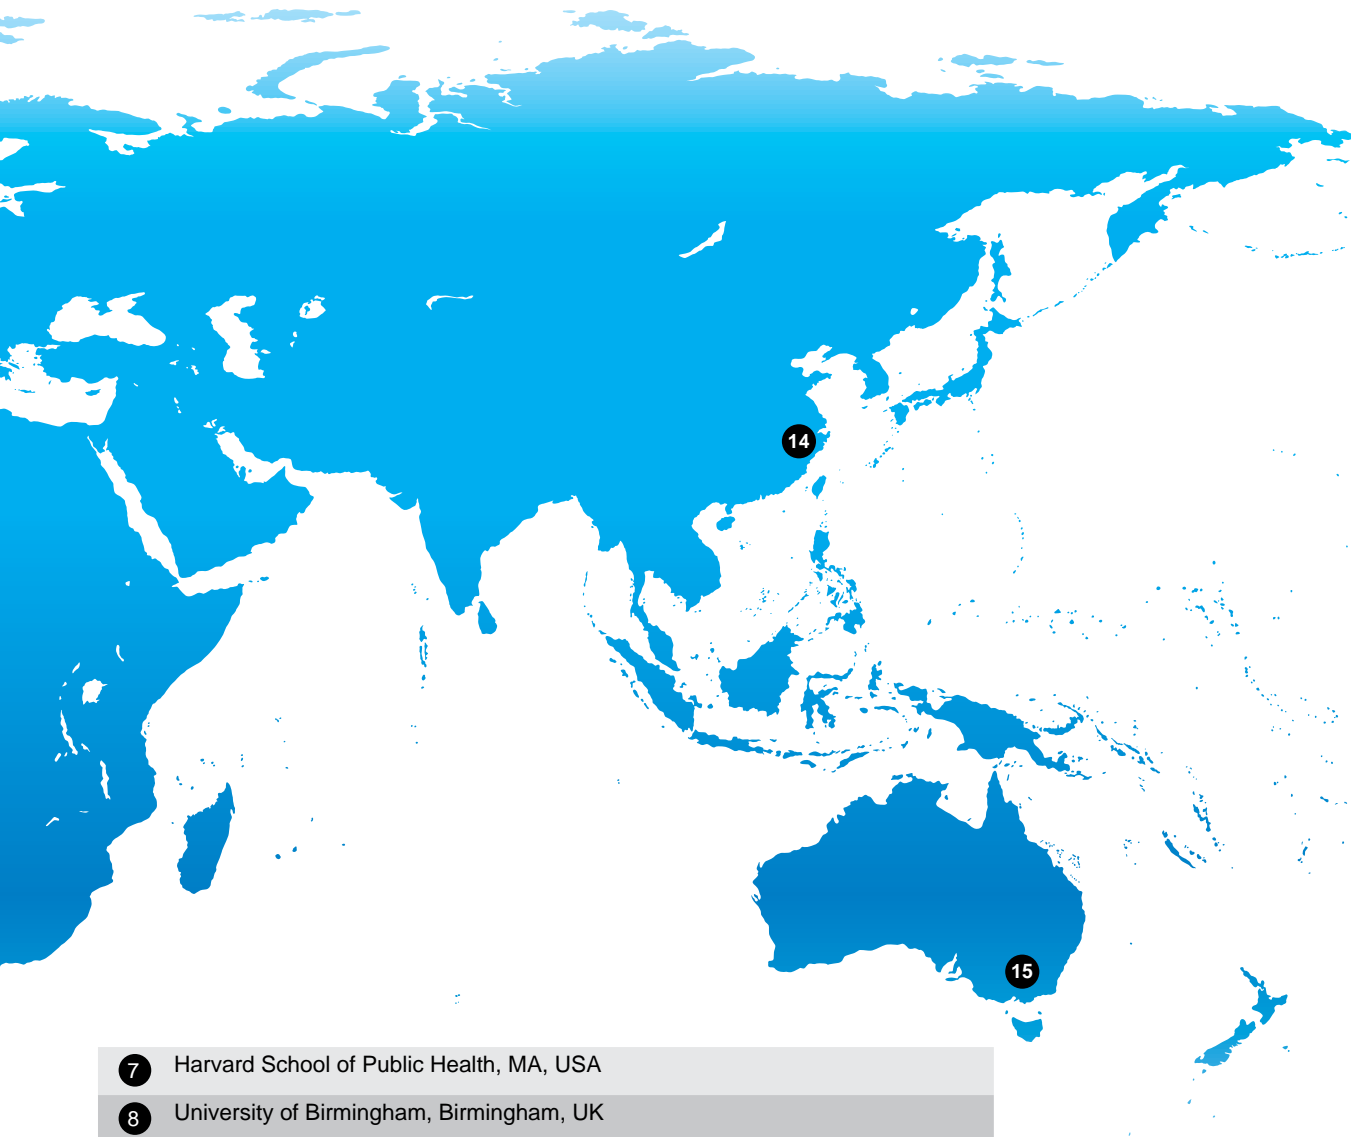 14
15
7 Harvard School of Public Health, MA, USA
8 University of Birmingham, Birmingham, UK